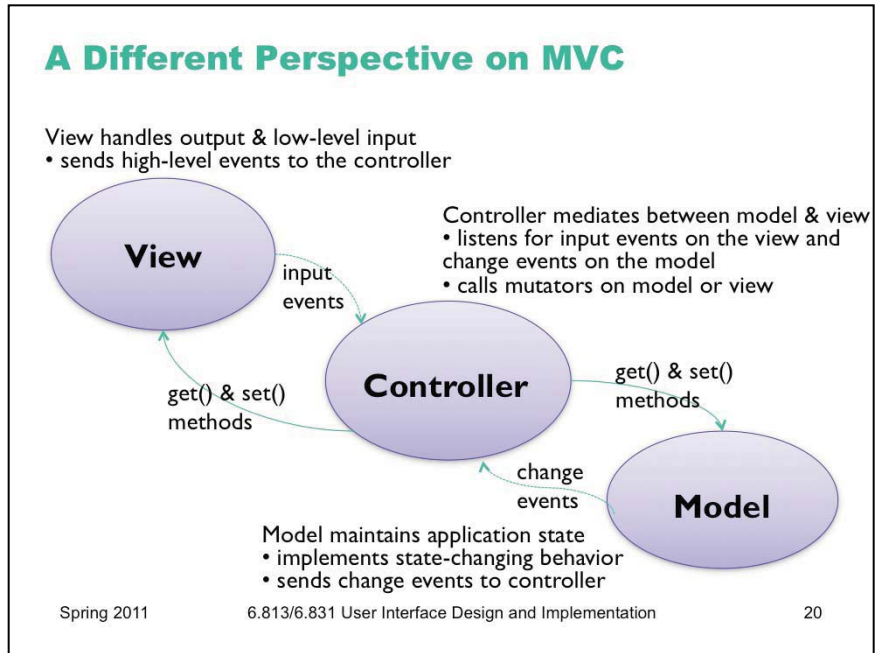 A Different Perspective on MVC
View handles output & low-level input
• sends high-level events to the controller
Controller mediates between model & view
• listens for input events on the view and
change events on the model
• calls mutators on model or view
View
input
events
Controller
get() & set()
methods
get() & set()
methods
change
events
Model
Model maintains application state
• implements state-changing behavior
• sends change events to controller
Spring 2011
6.813/6.831 User Interface Design and Implementation
20